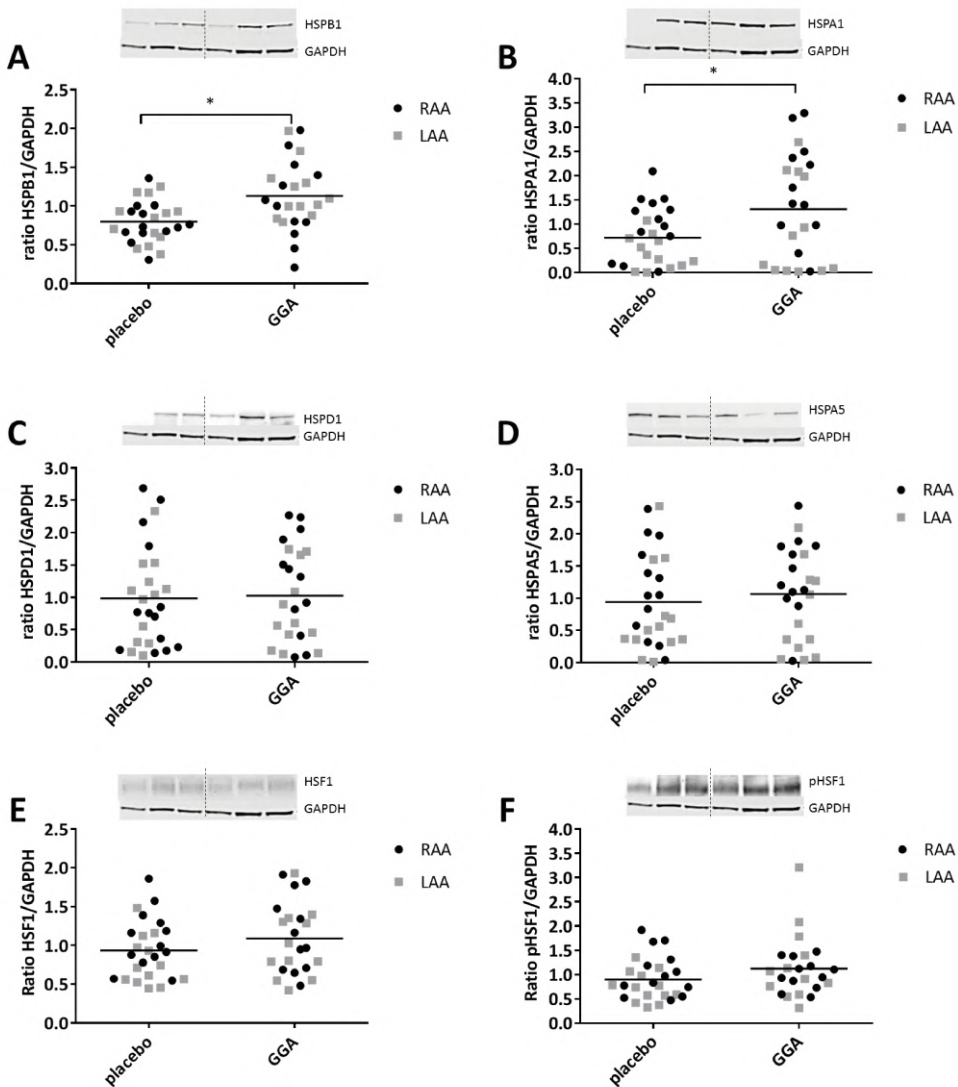 HSPB1
GAPDH
A
*
2.5
2.0
1.5
1.0
0.5
0.0
ratio HSPB1/GAPDH
RAA
LAA
placebo
GGA
HSPA1
GAPDH
B
*
4.0
3.5
3.0
2.5
2.0
1.5
1.0
0.5
0.0
ratio HSPA1/GAPDH
RAA
LAA
placebo
GGA
HSPD1
GAPDH
C
3.0
2.5
2.0
1.5
1.0
0.5
0.0
ratio HSPD1/GAPDH
RAA
LAA
placebo
GGA
HSPA5
GAPDH
D
3.0
2.5
2.0
1.5
1.0
0.5
0.0
ratio HSPA5/GAPDH
RAA
LAA
placebo
GGA
HSF1
GAPDH
E
2.5
2.0
1.5
1.0
0.5
0.0
Ratio HSF1/GAPDH
RAA
LAA
placebo
GGA
pHSF1
GAPDH
F
4.0
3.5
3.0
2.5
2.0
1.5
1.0
0.5
0.0
Ratio pHSF1/GAPDH
RAA
LAA
placebo
GGA